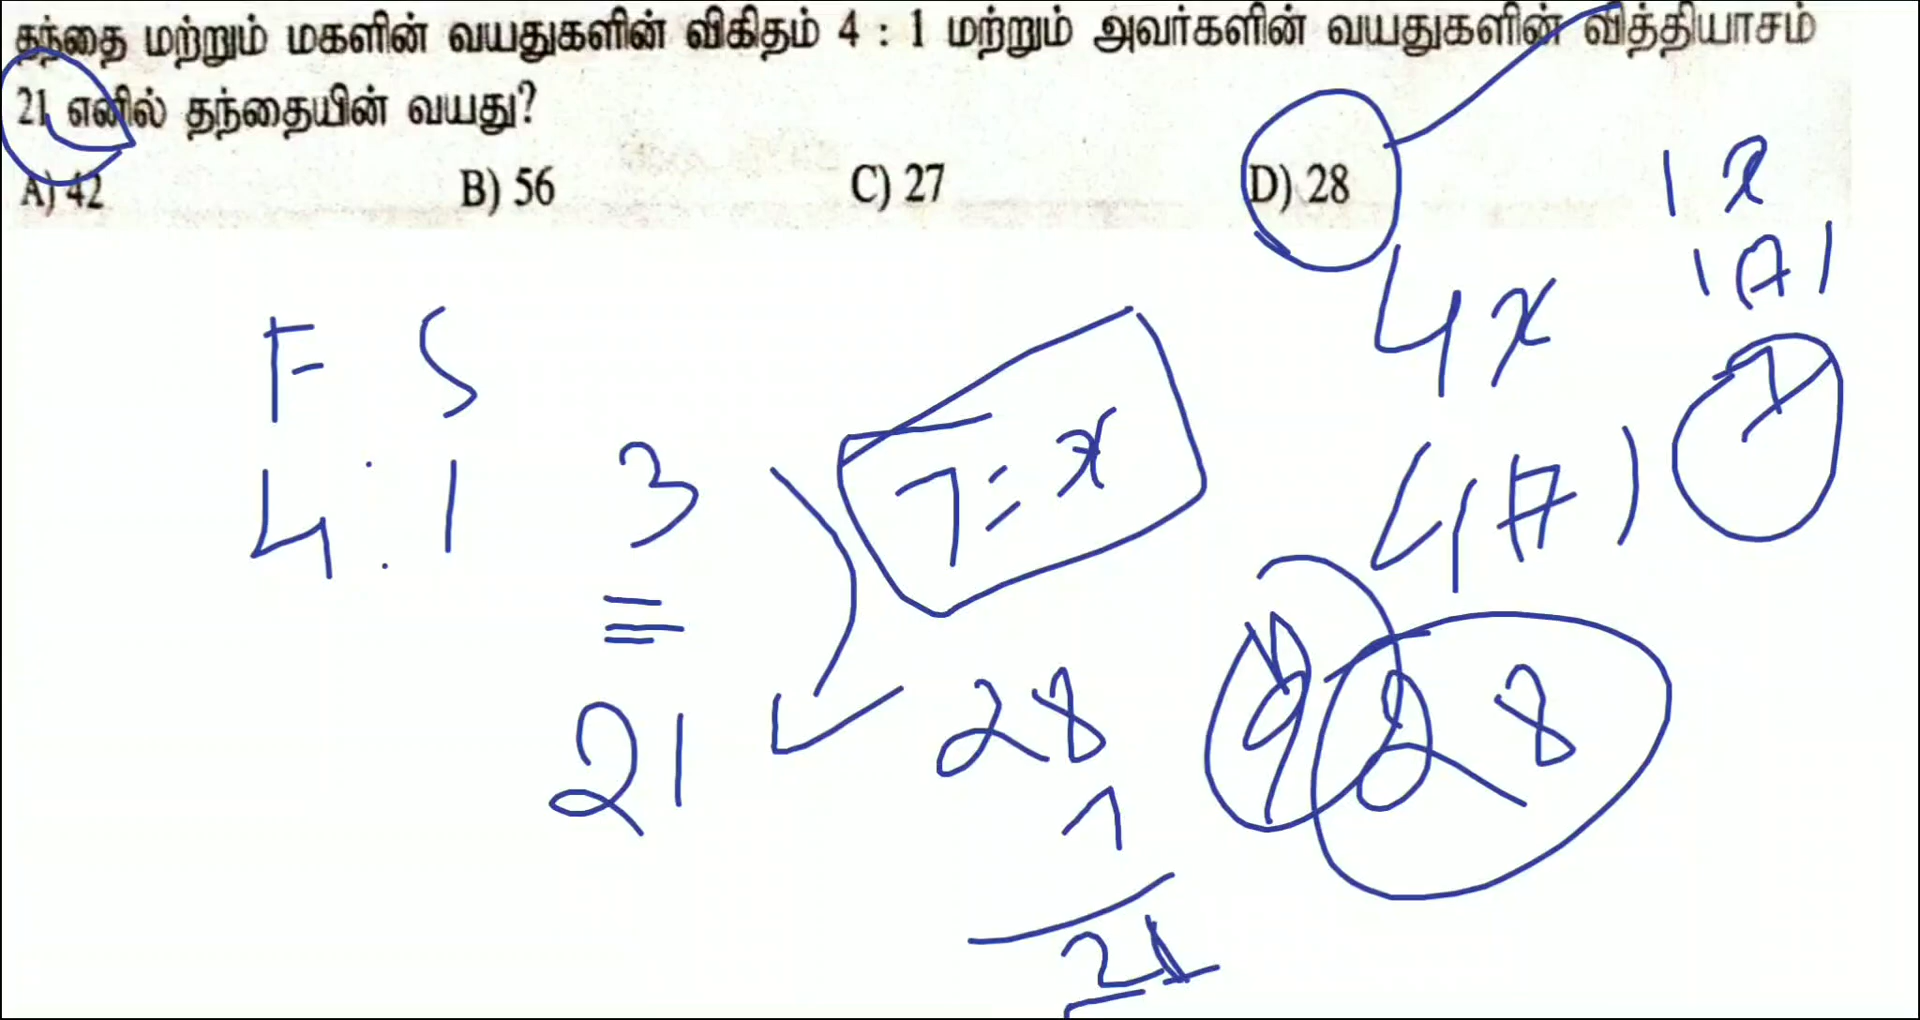 தந்தை மற்றும் மகளின் வயதுகளின் விகிதம் 4 : 1 மற்றும் அவர்களின் வயதுகளின் வித்தியாசம்
21 எனில் தந்தையின் வயது?
A) 42 B) 56 C) 27 D) 28
1x
4x 1(7)
F S
4 : 1 3 7 = x 4(7) 7
21 28 28
7
21